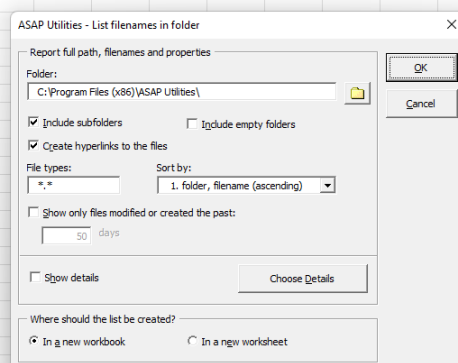 ASAP Utilities - List filenames in folder
Report full path, filenames and properties
Folder:
C:\Program Files (x86)\ASAP Utilities\
OK
Cancel
Include subfolders
Include empty folders
Create hyperlinks to the files
File types:
Sort by:
*.*
1. folder, filename (ascending)
Show only files modified or created the past:
50 days
Show details
Choose Details
Where should the list be created?
In a new workbook
In a new worksheet